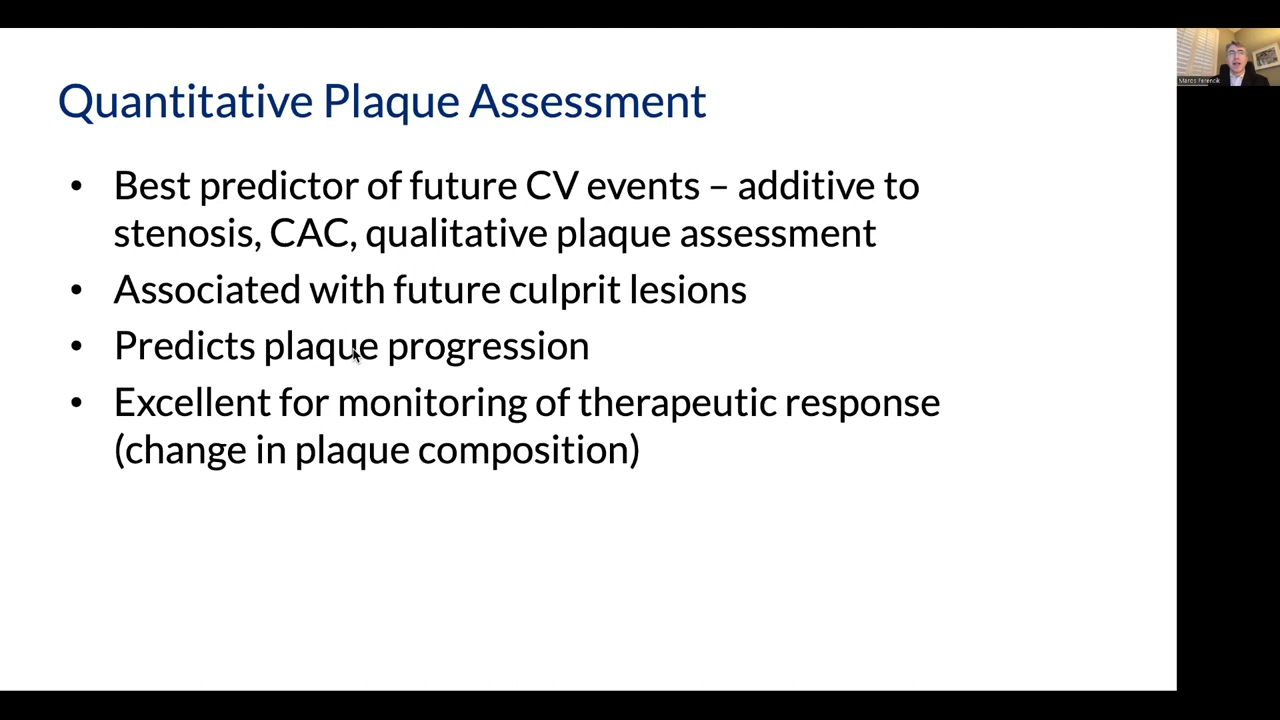 Quantitative Plaque Assessment
• Best predictor of future CV events – additive to
stenosis, CAC, qualitative plaque assessment
• Associated with future culprit lesions
• Predicts plaque progression
• Excellent for monitoring of therapeutic response
(change in plaque composition)